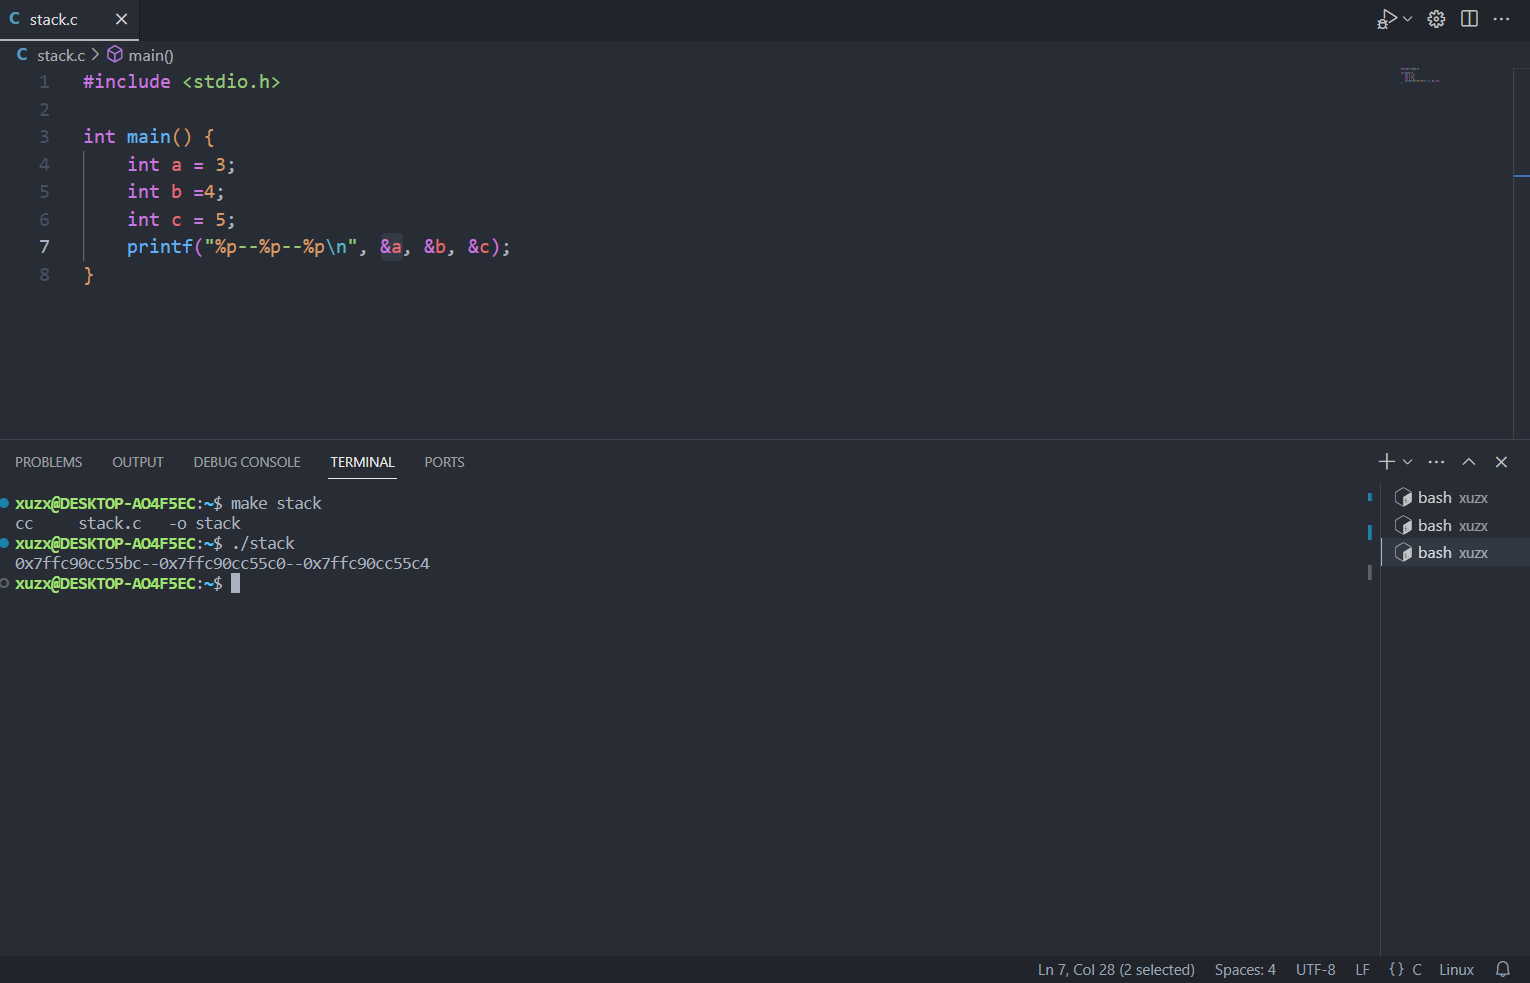 C stack.c
C stack.c > main()
1 #include <stdio.h>
2
3 int main() {
4     int a = 3;
5     int b =4;
6     int c = 5;
7     printf("%p--%p--%p\n", &a, &b, &c);
8 }
PROBLEMS OUTPUT DEBUG CONSOLE TERMINAL PORTS
xuzx@DESKTOP-AO4F5EC:~$ make stack
cc     stack.c   -o stack
xuzx@DESKTOP-AO4F5EC:~$ ./stack
0x7ffc90cc55bc--0x7ffc90cc55c0--0x7ffc90cc55c4
xuzx@DESKTOP-AO4F5EC:~$
bash xuzx
bash xuzx
bash xuzx
Ln 7, Col 28 (2 selected) Spaces: 4 UTF-8 LF {} C Linux